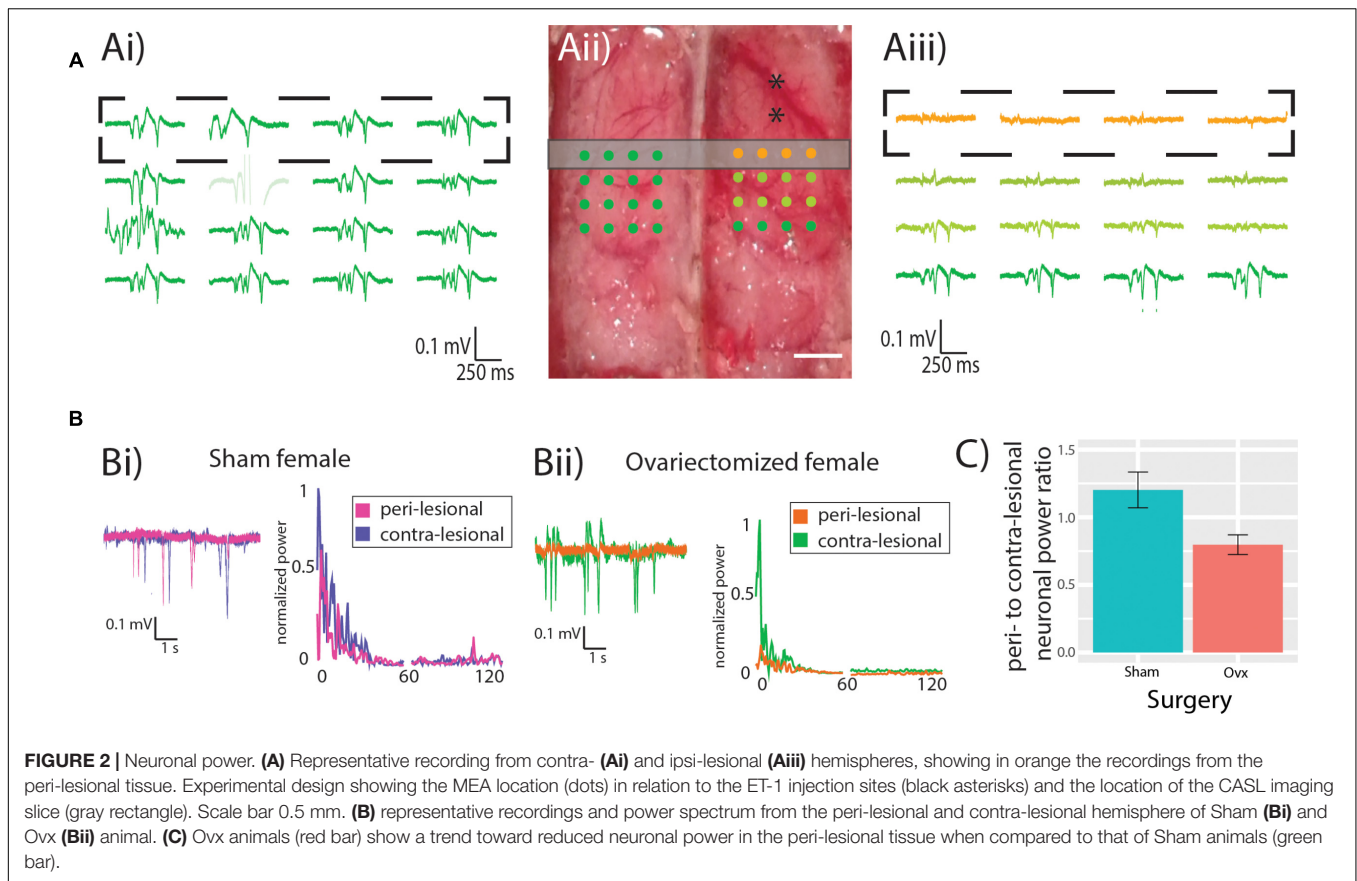 A
Ai)
Aii)
Aiii)
*
*
0.1 mV
250 ms
0.1 mV
250 ms
B
Bi)
Sham female
peri-lesional
contra-lesional
1
0.5
0
normalized power
0
60
120
0.1 mV
1 s
Bii)
Ovariectomized female
peri-lesional
contra-lesional
1
0.5
0
normalized power
0
60
120
0.1 mV
1 s
C)
peri- to contra-lesional
neuronal power ratio
1.5
1.0
0.5
0.0
Sham
Ovx
Surgery
FIGURE 2 | Neuronal power. (A) Representative recording from contra- (Ai) and ipsi-lesional (Aiii) hemispheres, showing in orange the recordings from the
peri-lesional tissue. Experimental design showing the MEA location (dots) in relation to the ET-1 injection sites (black asterisks) and the location of the CASL imaging
slice (gray rectangle). Scale bar 0.5 mm. (B) representative recordings and power spectrum from the peri-lesional and contra-lesional hemisphere of Sham (Bi) and
Ovx (Bii) animal. (C) Ovx animals (red bar) show a trend toward reduced neuronal power in the peri-lesional tissue when compared to that of Sham animals (green
bar).